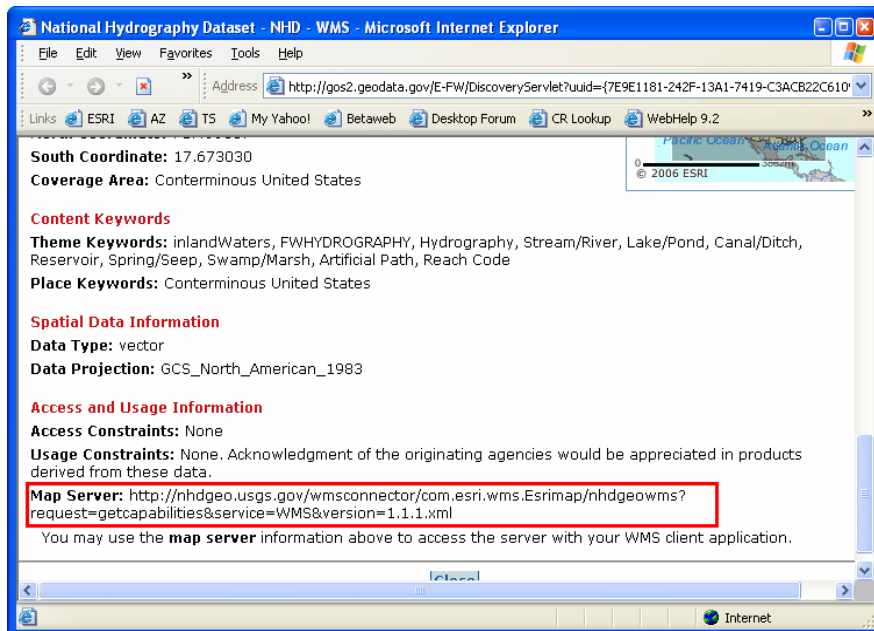 National Hydrography Dataset - NHD - WMS - Microsoft Internet Explorer
File Edit View Favorites Tools Help
» Address http://gos2.geodata.gov/E-FW/DiscoveryServlet?uuid={7E9E1181-242F-13A1-7419-C3ACB22C610
Links ESRI AZ TS My Yahoo! Betaweb Desktop Forum CR Lookup WebHelp 9.2 »
Pacific Ocean Ocean
South Coordinate: 17.673030
0
© 2006 ESRI
Coverage Area: Conterminous United States
Content Keywords
Theme Keywords: inlandWaters, FWHYDROGRAPHY, Hydrography, Stream/River, Lake/Pond, Canal/Ditch,
Reservoir, Spring/Seep, Swamp/Marsh, Artificial Path, Reach Code
Place Keywords: Conterminous United States
Spatial Data Information
Data Type: vector
Data Projection: GCS_North_American_1983
Access and Usage Information
Access Constraints: None
Usage Constraints: None. Acknowledgment of the originating agencies would be appreciated in products
derived from these data.
Map Server: http://nhdgeo.usgs.gov/wmsconnector/com.esri.wms.Esrimap/nhdgeowms?
request=getcapabilities&service=WMS&version=1.1.1.xml
You may use the map server information above to access the server with your WMS client application.
Close
Internet